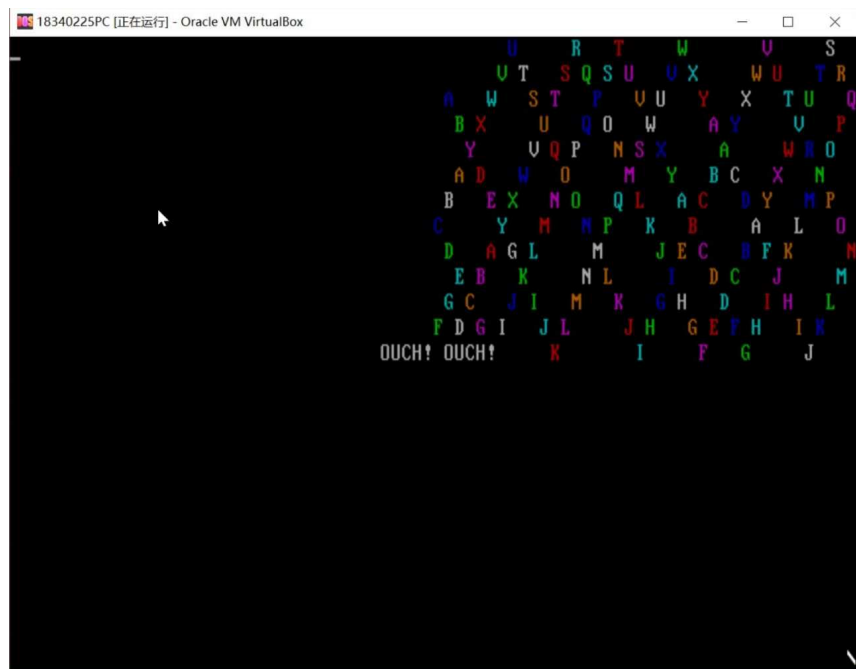 18340225PC [正在运行] - Oracle VM VirtualBox
U R T W V S
V T S Q S U U X W U T R
A W S T P V U Y X T U Q
B X U Q O W A Y V P
Y V Q P N S X A W R O
A D W O M Y B C X N
B E X N O Q L A C D Y M P
C Y M M P K B A L O
D A G L M J E C B F K N
E B K N L I D C J M
G C J I M K G H D I H L
F D G I J L J H G E F H I K
OUCH! OUCH! K I F G J
\